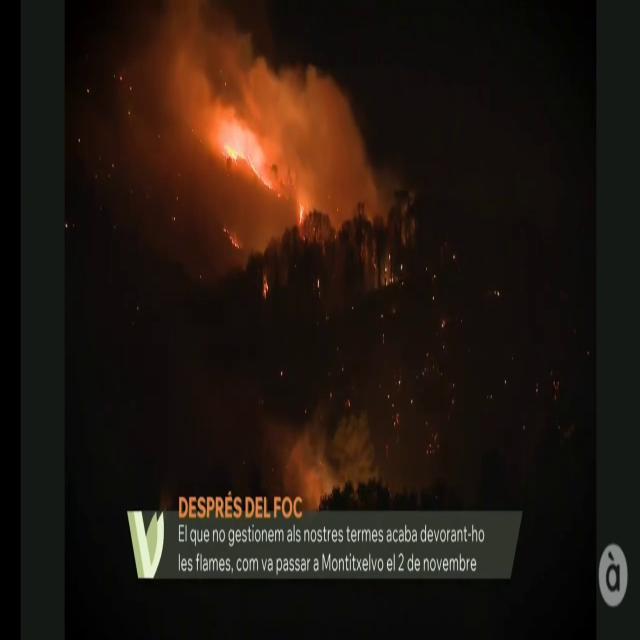 DESPRÉS DEL FOC
El que no gestionem als nostres termes acaba devorant-ho
les flames, com va passar a Montitxelvo el 2 de novembre
à